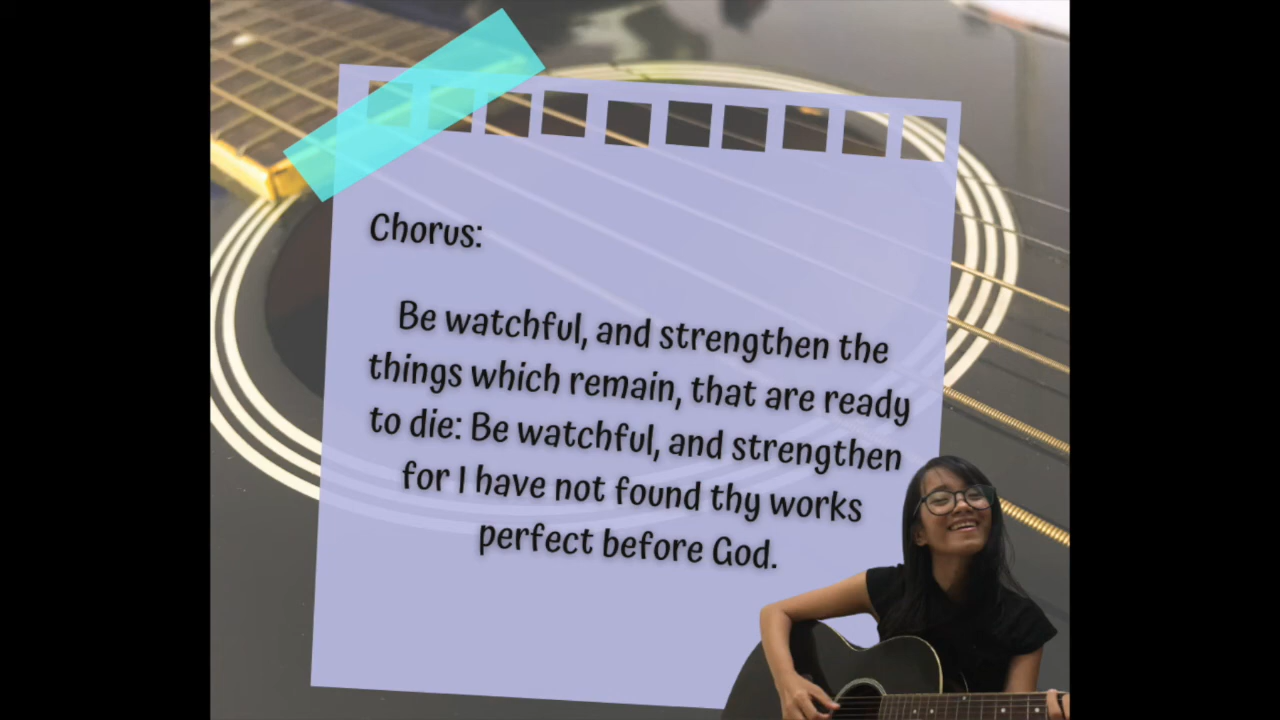 Chorus:
Be watchful, and strengthen the
things which remain, that are ready
to die: Be watchful, and strengthen
for I have not found thy works
perfect before God.